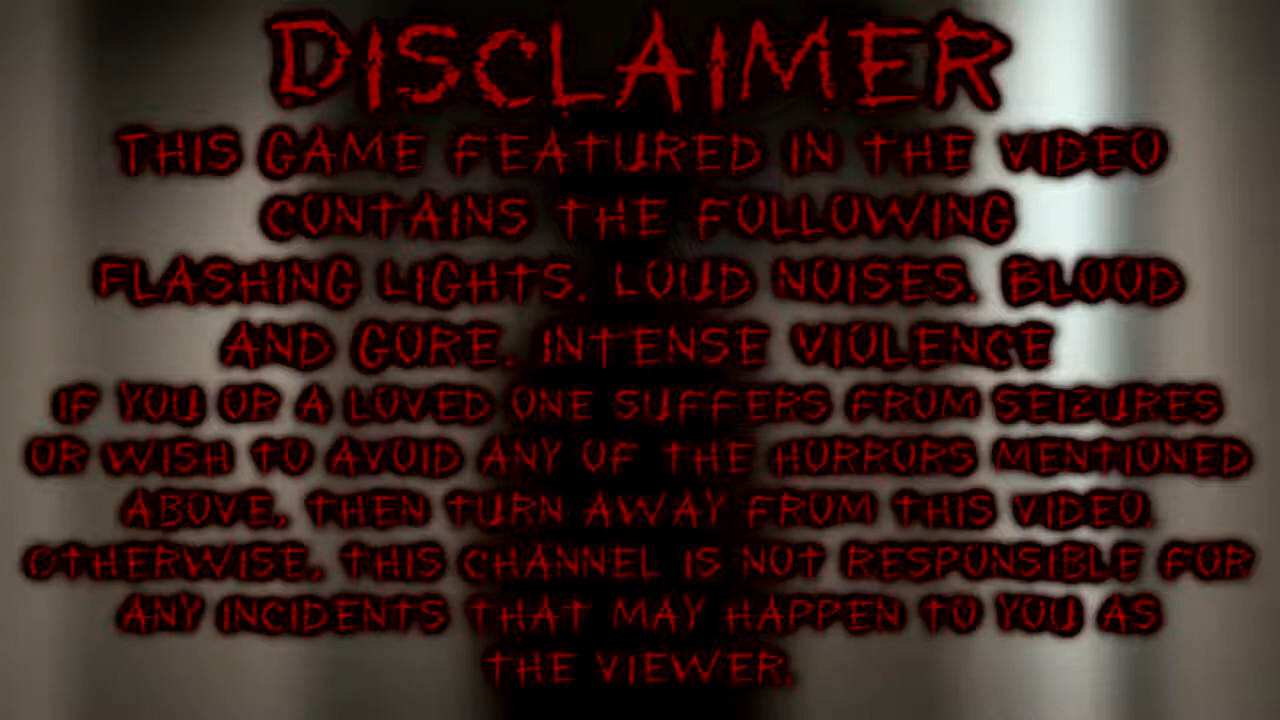 DISCLAIMER
THIS GAME FEATURED IN THE VIDEO
CONTAINS THE FOLLOWING
FLASHING LIGHTS, LOUD NOISES, BLOOD
AND GORE, INTENSE VIOLENCE
IF YOU OR A LOVED ONE SUFFERS FROM SEIZURES
OR WISH TO AVOID ANY OF THE HORRORS MENTIONED
ABOVE, THEN TURN AWAY FROM THIS VIDEO.
OTHERWISE, THIS CHANNEL IS NOT RESPONSIBLE FOR
ANY INCIDENTS THAT MAY HAPPEN TO YOU AS
THE VIEWER.